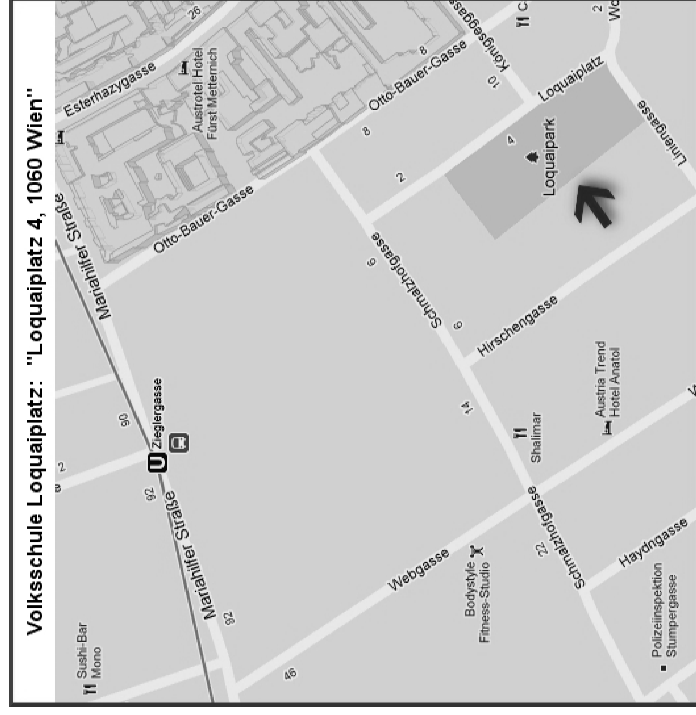 Volksschule Loquaiplatz:   "Loquaiplatz 4, 1060 Wien"
Sushi-Bar
Mono
Mariahilfer Straße
92
92
2
U Zieglergasse
90
Mariahilfer Straße
Esterhazygasse
26
Austrotel Hotel
Fürst Metternich
Otto-Bauer-Gasse
Otto-Bauer-Gasse
8
8
Königseggasse
10
2
4
Loquaiplatz
Loquaipark
Liniengasse
2
46
Webgasse
Bodystyle
Fitness-Studio
Schmalzhofgasse
6
6
14
Hirschengasse
Shalimar
Austria Trend
Hotel Anatol
Schmalzhofgasse
22
Haydngasse
Polizeiinspektion
Stumpergasse